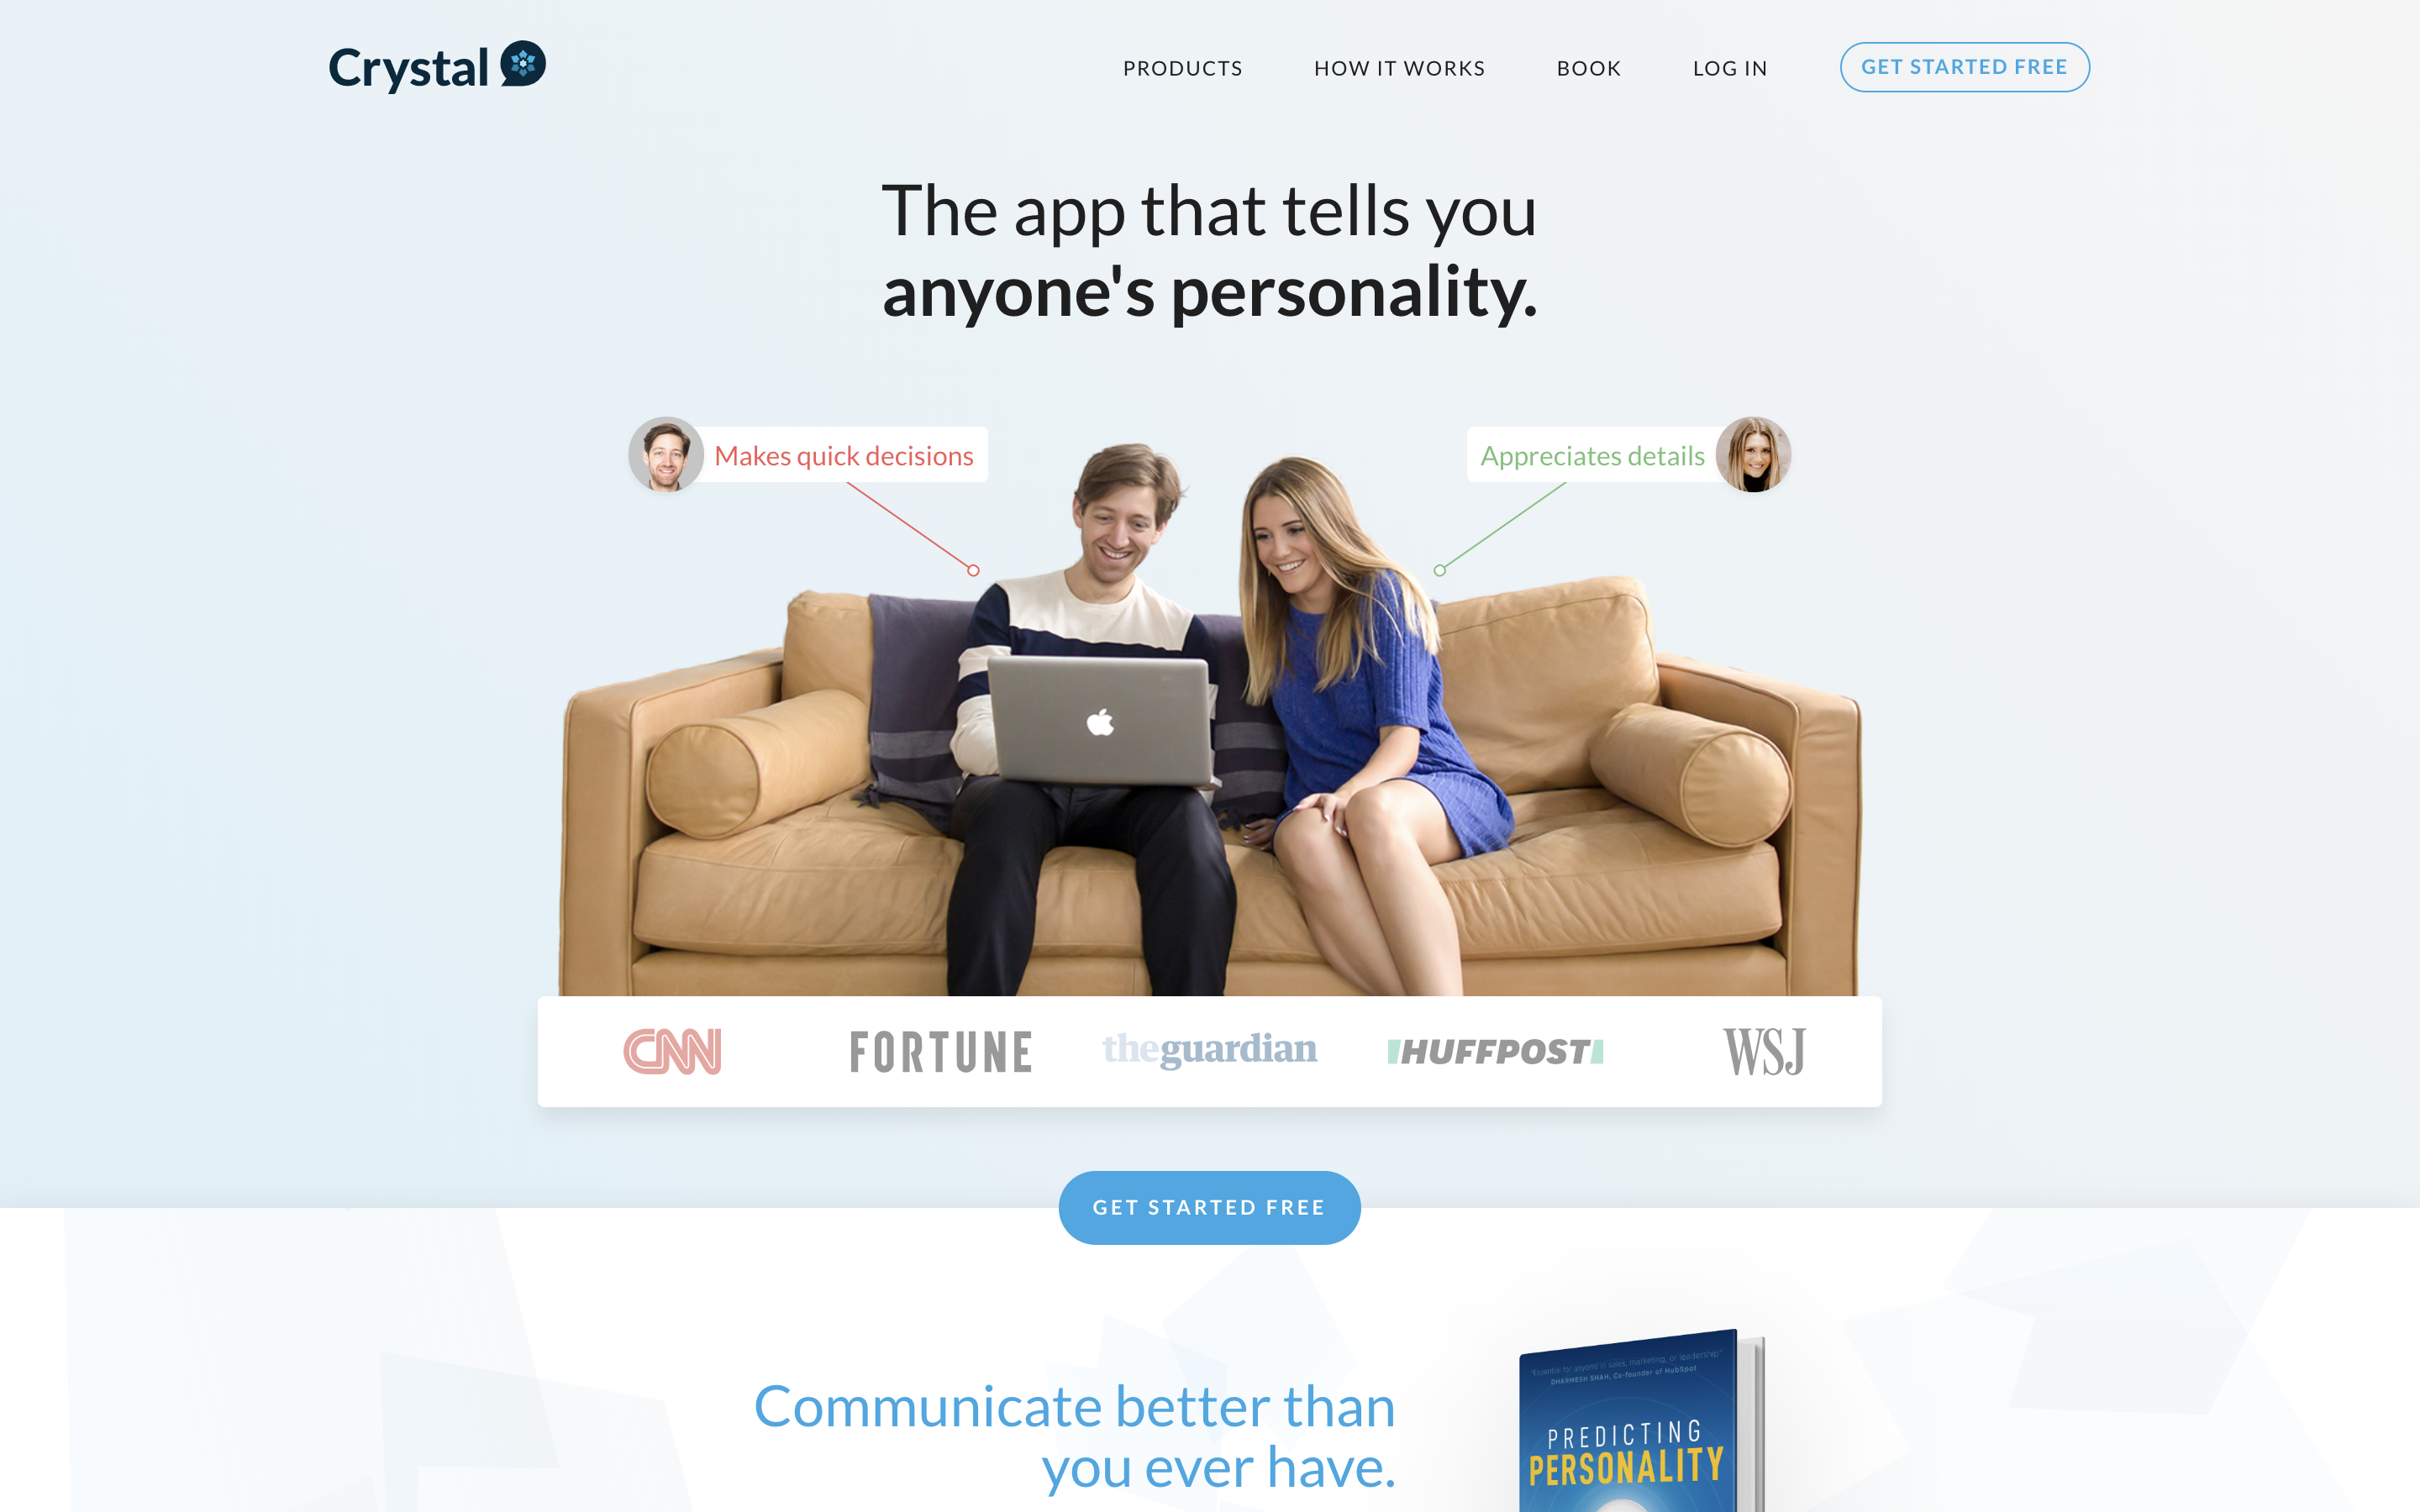 Crystal
PRODUCTS
HOW IT WORKS
BOOK
LOG IN
GET STARTED FREE
The app that tells you
anyone's personality.
Makes quick decisions
Appreciates details
CNN
FORTUNE
theguardian
HUFFPOST
WSJ
GET STARTED FREE
Communicate better than
you ever have.
"Essential for anyone in sales, marketing, or leadership"
DHARMESH SHAH, Co-founder of HubSpot
PREDICTING
PERSONALITY